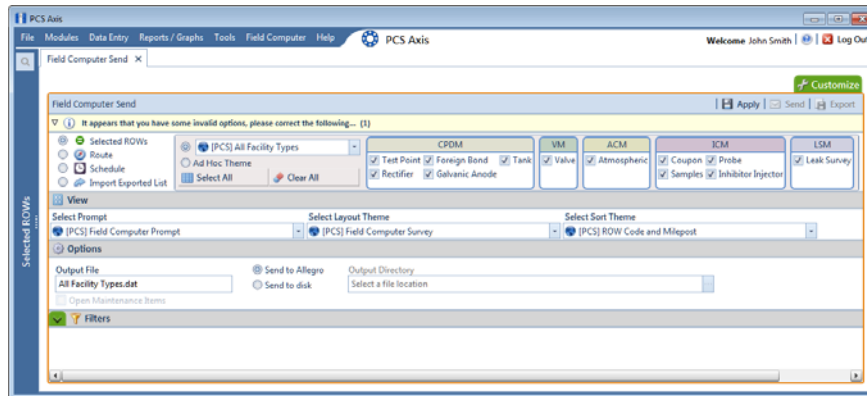 PCS Axis
File Modules Data Entry Reports / Graphs Tools Field Computer Help PCS Axis Welcome John Smith Log Out
Field Computer Send
Customize
Field Computer Send Apply Send Export
It appears that you have some invalid options, please correct the following... (1)
Selected ROWs
Route
Schedule
Import Exported List
[PCS] All Facility Types
Ad Hoc Theme
Select All Clear All
CPDM
Test Point Foreign Bond Tank
Rectifier Galvanic Anode
VM
Valve
ACM
Atmospheric
ICM
Coupon Probe
Samples Inhibitor Injector
LSM
Leak Survey
Selected ROWs
View
Select Prompt Select Layout Theme Select Sort Theme
[PCS] Field Computer Prompt [PCS] Field Computer Survey [PCS] ROW Code and Milepost
Options
Output File Send to Allegro Output Directory
All Facility Types.dat Send to disk Select a file location
Open Maintenance Items
Filters